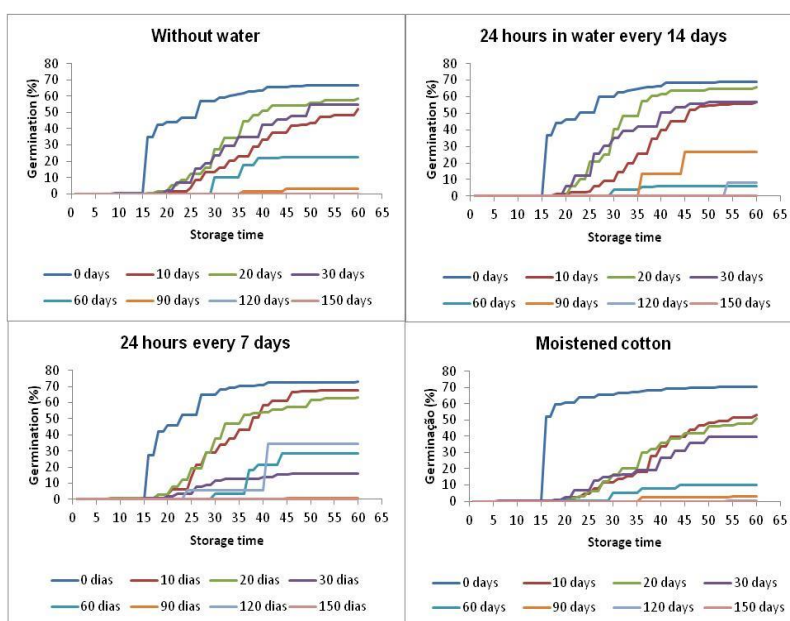 Without water
Germination (%)
80
70
60
50
40
30
20
10
0
0 5 10 15 20 25 30 35 40 45 50 55 60 65
Storage time
0 days 10 days 20 days 30 days
60 days 90 days 120 days 150 days
24 hours in water every 14 days
Germination (%)
80
70
60
50
40
30
20
10
0
0 5 10 15 20 25 30 35 40 45 50 55 60 65
Storage time
0 days 10 days 20 days 30 days
60 days 90 days 120 days 150 days
24 hours every 7 days
Germination (%)
80
70
60
50
40
30
20
10
0
0 5 10 15 20 25 30 35 40 45 50 55 60 65
Storage time
0 dias 10 dias 20 dias 30 dias
60 dias 90 dias 120 dias 150 dias
Moistened cotton
Germinação (%)
80
70
60
50
40
30
20
10
0
0 5 10 15 20 25 30 35 40 45 50 55 60 65
Storage time
0 days 10 days 20 days 30 days
60 days 90 days 120 days 150 days